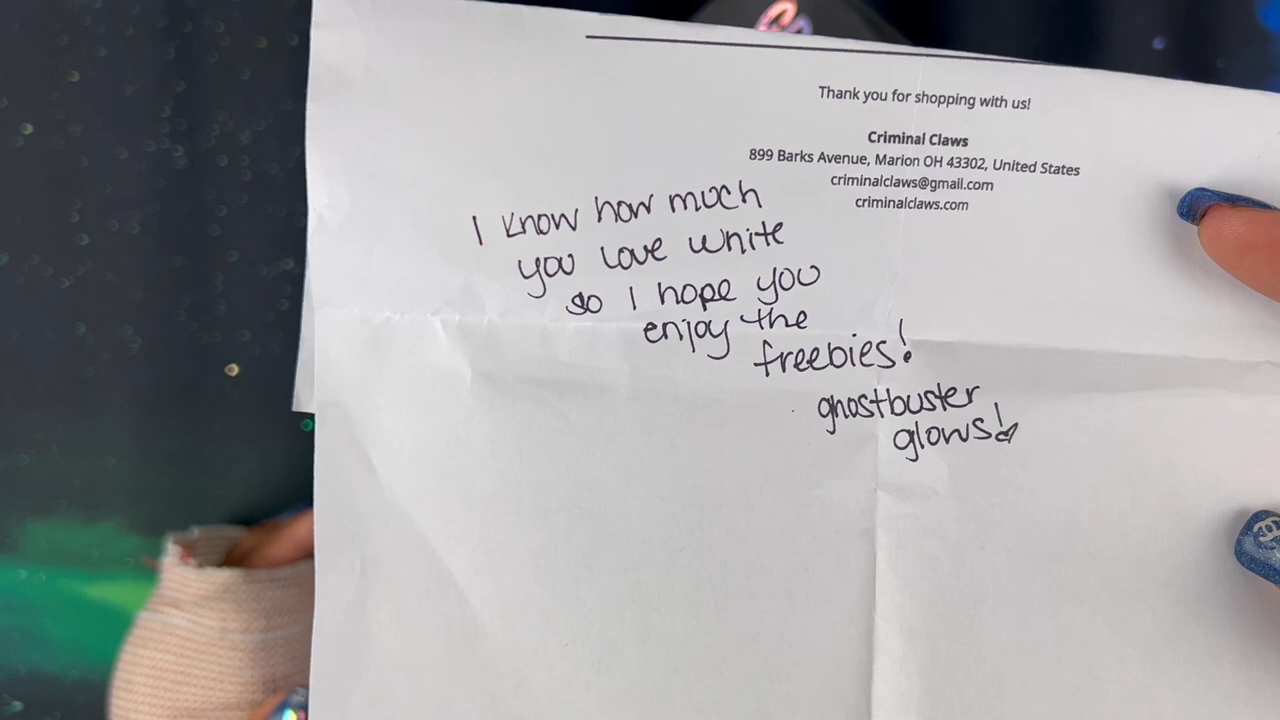 Thank you for shopping with us!
Criminal Claws
899 Barks Avenue, Marion OH 43302, United States
criminalclaws@gmail.com
criminalclaws.com
I know how much
you love white
so I hope you
enjoy the
freebies!
ghostbuster
glows!